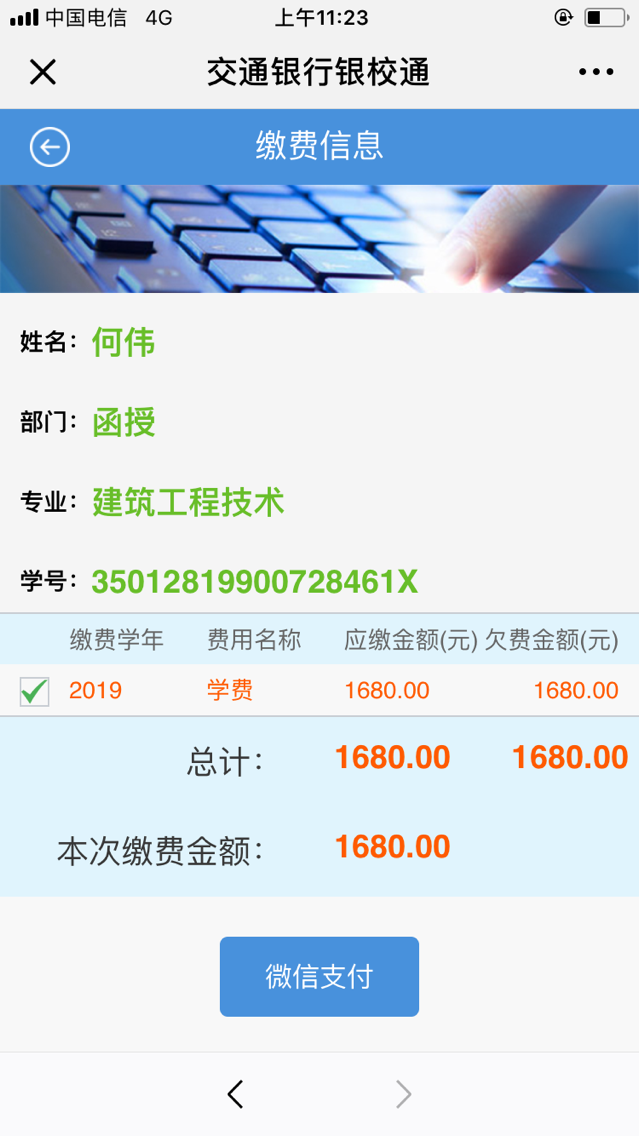 中国电信 4G 上午11:23
交通银行银校通
缴费信息
姓名：何伟
部门：函授
专业：建筑工程技术
学号：35012819900728461X
缴费学年 费用名称 应缴金额(元) 欠费金额(元)
2019 学费 1680.00 1680.00
总计： 1680.00 1680.00
本次缴费金额： 1680.00
微信支付